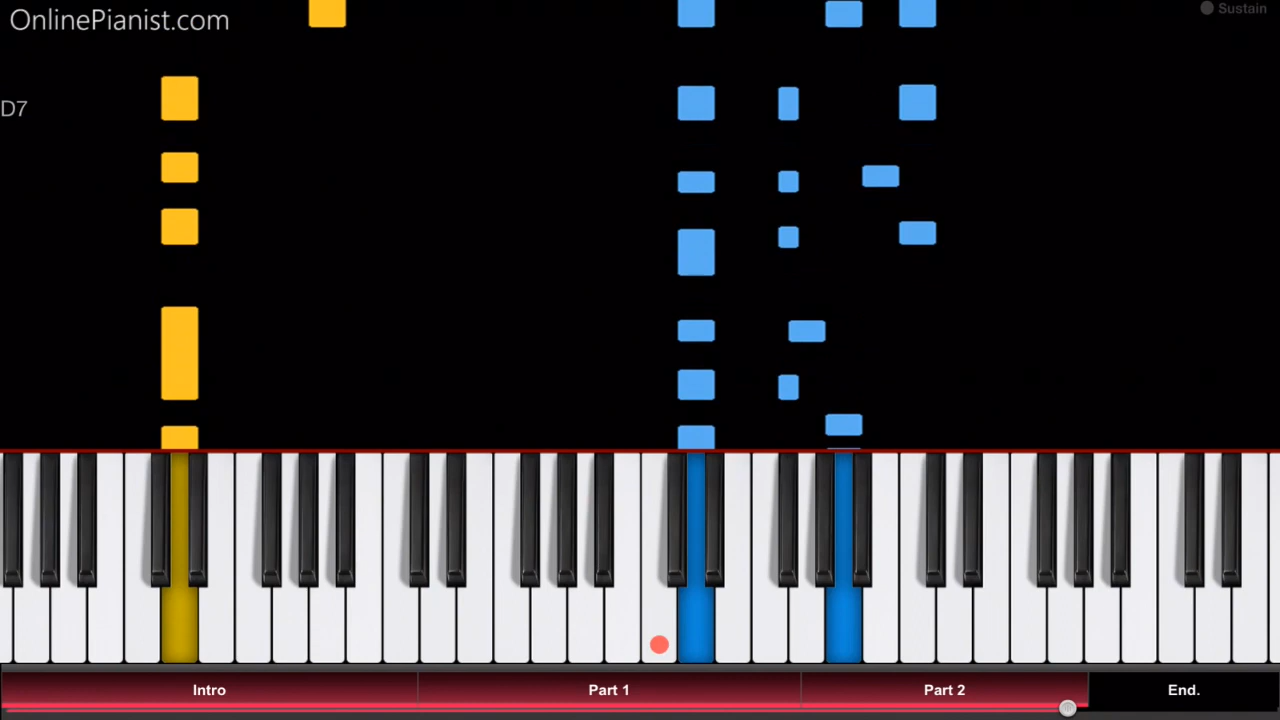 OnlinePianist.com
Sustain
D7
Intro
Part 1
Part 2
End.